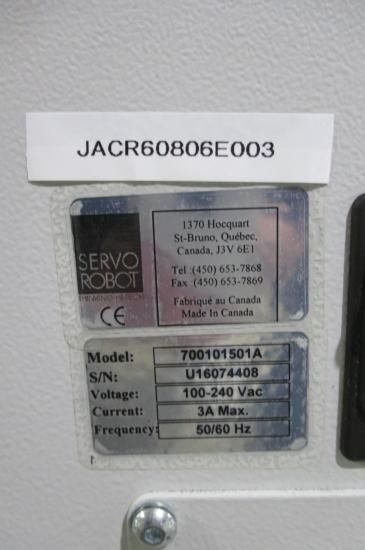 JACR60806E003
SERVO
ROBOT
CE
1370 Hocquart
St-Bruno, Québec,
Canada, J3V 6E1
Tel :(450) 653-7868
Fax :(450) 653-7869
Fabriqué au Canada
Made In Canada
Model: 700101501A
S/N: U16074408
Voltage: 100-240 Vac
Current: 3A Max.
Frequency: 50/60 Hz